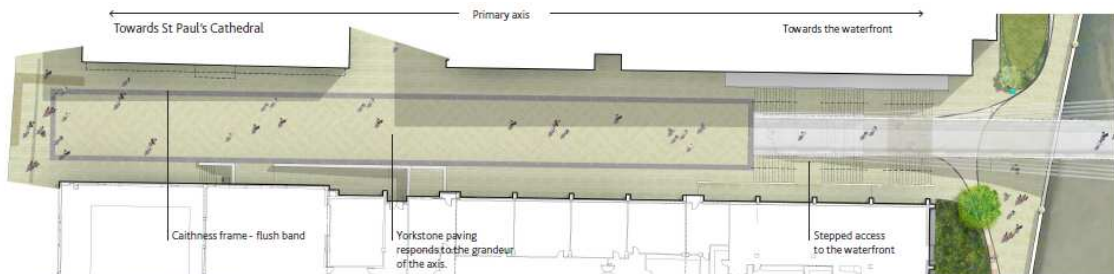 Primary axis
Towards St Paul's Cathedral
Towards the waterfront
Caithness frame - flush band
Yorkstone paving
responds to the grandeur
of the axis.
Stepped access
to the waterfront